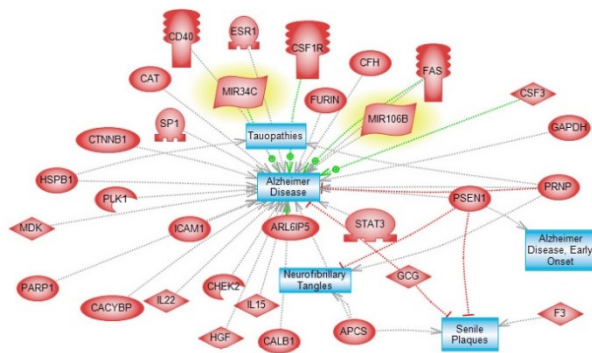 CD40
ESR1
CSF1R
CFH
FAS
CAT
MIR34C
FURIN
MIR106B
CSF3
SP1
GAPDH
CTNNB1
Tauopathies
HSPB1
Alzheimer
Disease
PLK1
PSEN1
PRNP
MDK
ICAM1
ARL6IP5
STAT3
Alzheimer
Disease, Early
Onset
PARP1
CACYBP
IL22
CHEK2
IL15
Neurofibrillary
Tangles
GCG
HGF
CALB1
APCS
Senile
Plaques
F3